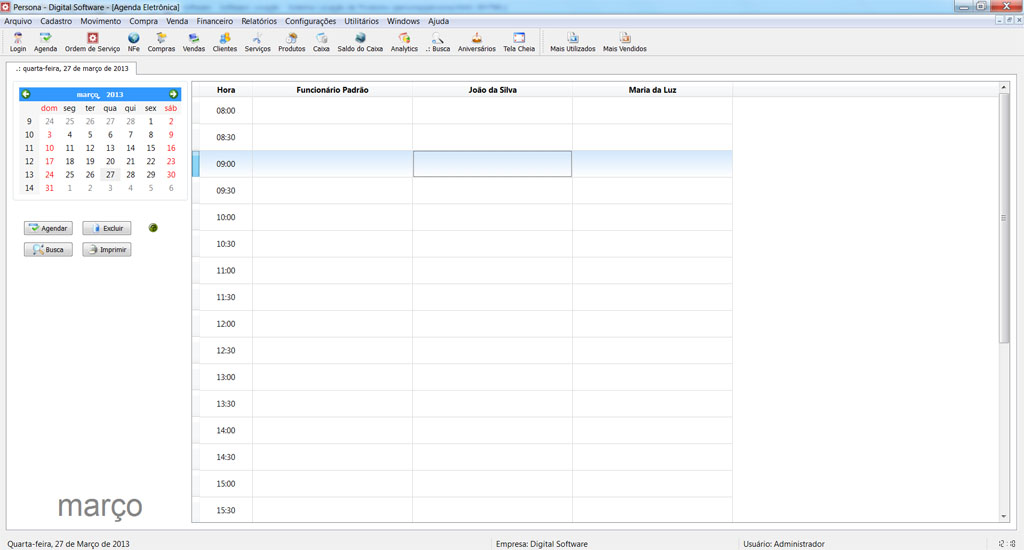 Persona - Digital Software - [Agenda Eletrônica]
Arquivo Cadastro Movimento Compra Venda Financeiro Relatórios Configurações Utilitários Windows Ajuda
Login Agenda Ordem de Serviço NFe Compras Vendas Clientes Serviços Produtos Caixa Saldo do Caixa Analytics .: Busca Aniversários Tela Cheia Mais Utilizados Mais Vendidos
.: quarta-feira, 27 de março de 2013
março, 2013
dom seg ter qua qui sex sáb
9 24 25 26 27 28 1 2
10 3 4 5 6 7 8 9
11 10 11 12 13 14 15 16
12 17 18 19 20 21 22 23
13 24 25 26 27 28 29 30
14 31 1 2 3 4 5 6
Agendar Excluir
Busca Imprimir
março
Hora Funcionário Padrão João da Silva Maria da Luz
08:00
08:30
09:00
09:30
10:00
10:30
11:00
11:30
12:00
12:30
13:00
13:30
14:00
14:30
15:00
15:30
Quarta-feira, 27 de Março de 2013 Empresa: Digital Software Usuário: Administrador 12:18